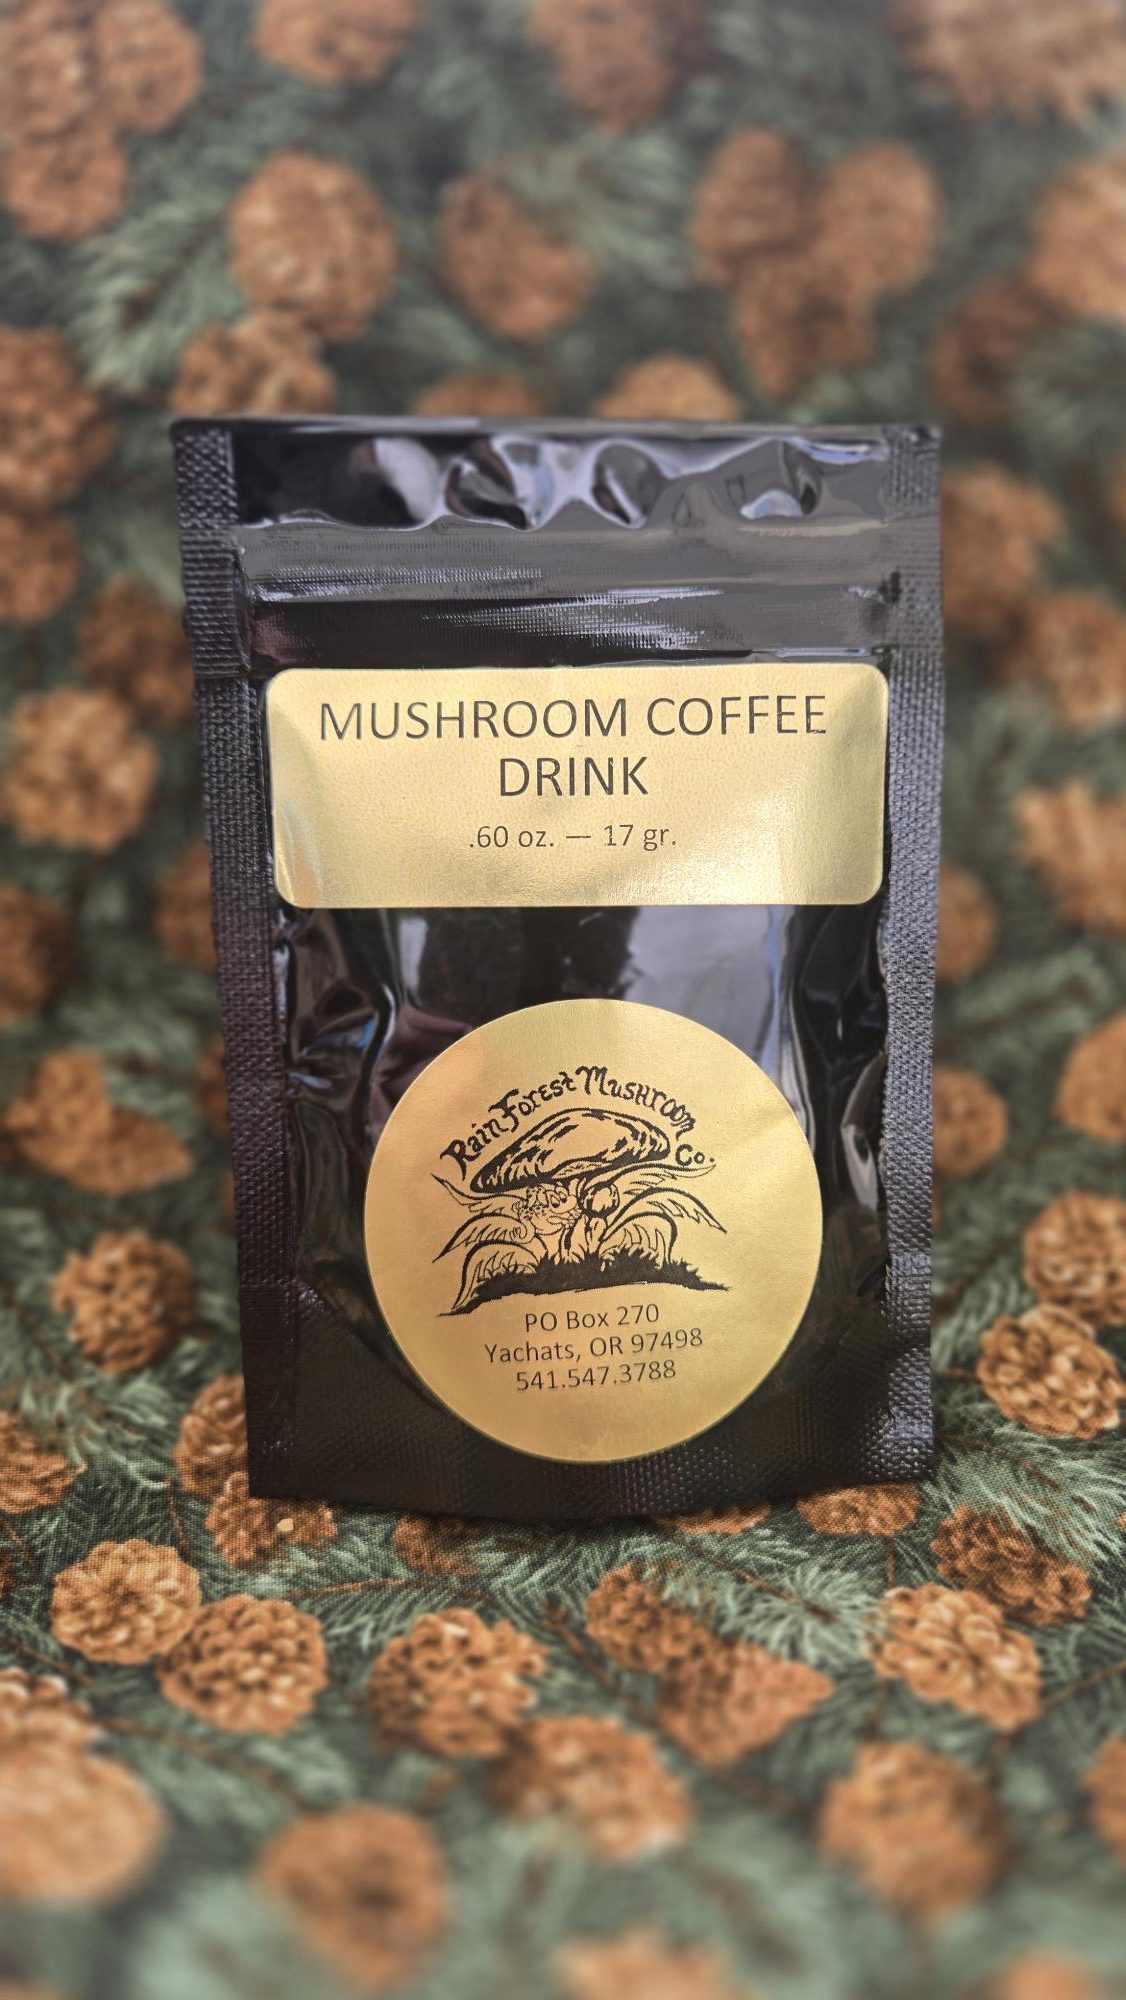 MUSHROOM COFFEE
DRINK
.60 oz. — 17 gr.
Rain Forest Mushroom Co.
PO Box 270
Yachats, OR 97498
541.547.3788